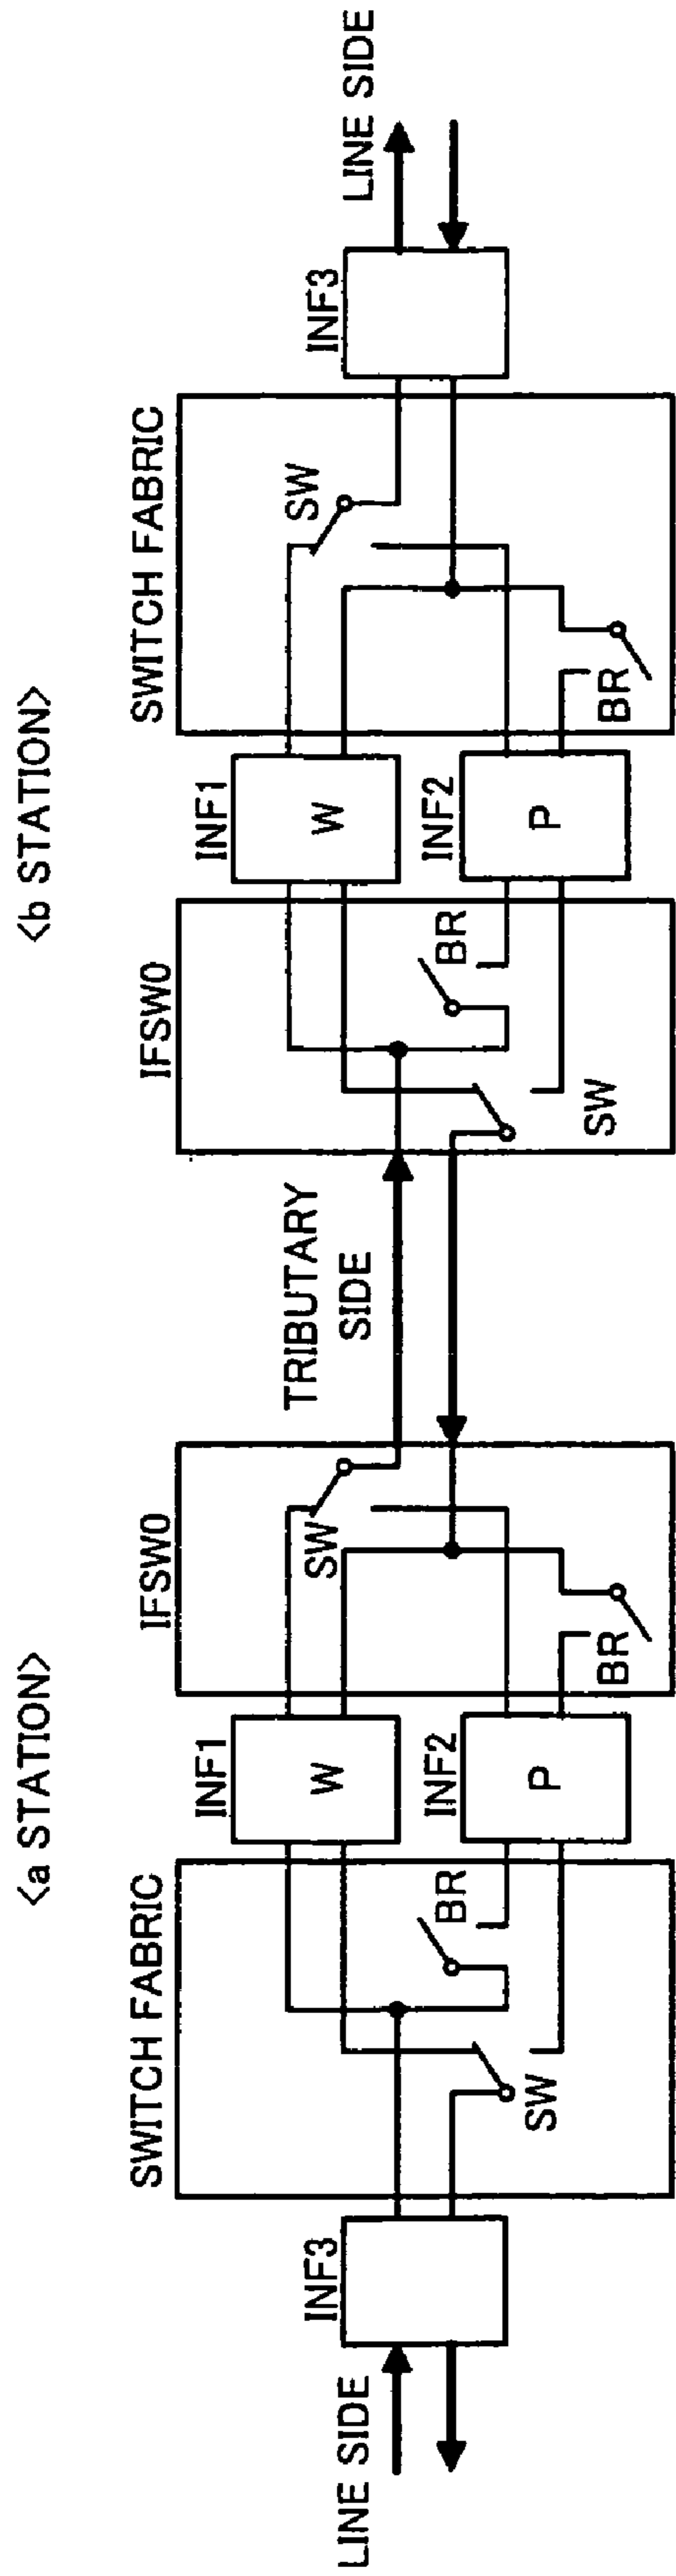 <a STATION>
<b STATION>
LINE SIDE
INF3
SWITCH FABRIC
BR
SW
INF1
W
INF2
P
IFSW0
SW
BR
TRIBUTARY
SIDE
IFSW0
BR
SW
INF1
W
INF2
P
SWITCH FABRIC
SW
BR
INF3
LINE SIDE